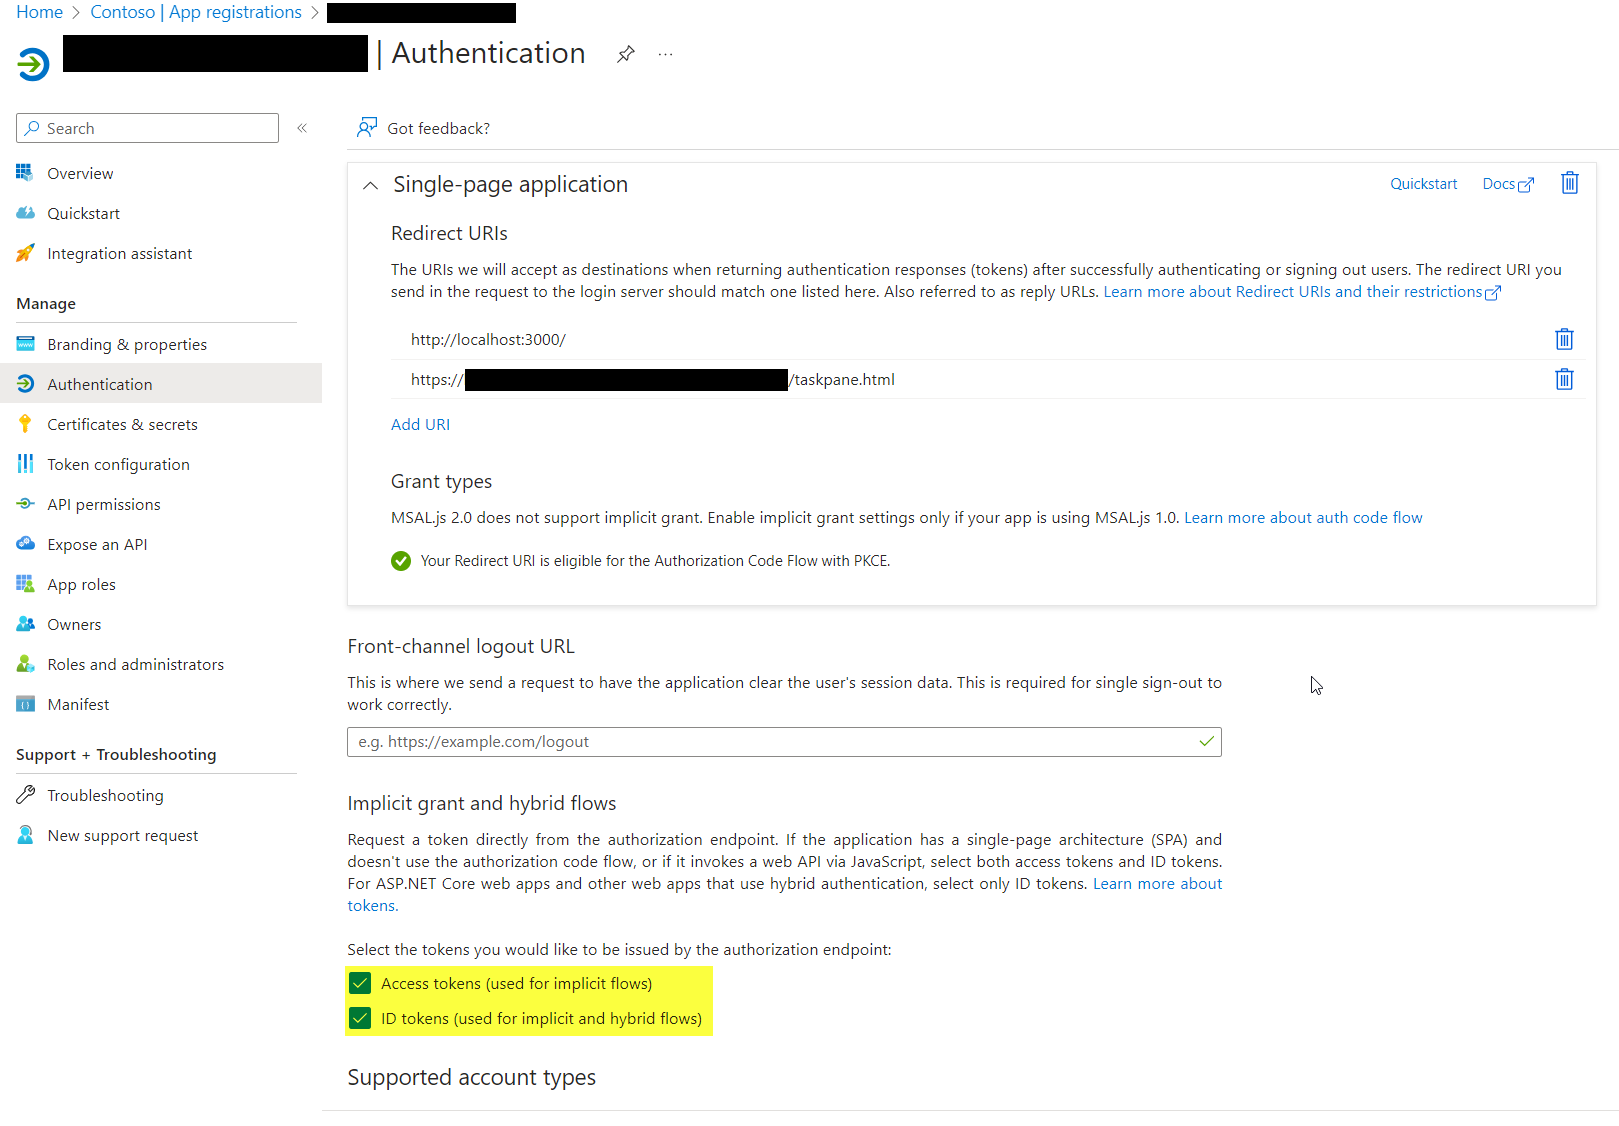 Home > Contoso | App registrations >
| Authentication ...
Search «
Got feedback?
Overview
Quickstart
Integration assistant
Manage
Branding & properties
Authentication
Certificates & secrets
Token configuration
API permissions
Expose an API
App roles
Owners
Roles and administrators
Manifest
Support + Troubleshooting
Troubleshooting
New support request
Single-page application
Quickstart Docs
Redirect URIs
The URIs we will accept as destinations when returning authentication responses (tokens) after successfully authenticating or signing out users. The redirect URI you
send in the request to the login server should match one listed here. Also referred to as reply URLs. Learn more about Redirect URIs and their restrictions
http://localhost:3000/
https:// /taskpane.html
Add URI
Grant types
MSAL.js 2.0 does not support implicit grant. Enable implicit grant settings only if your app is using MSAL.js 1.0. Learn more about auth code flow
Your Redirect URI is eligible for the Authorization Code Flow with PKCE.
Front-channel logout URL
This is where we send a request to have the application clear the user's session data. This is required for single sign-out to
work correctly.
e.g. https://example.com/logout
Implicit grant and hybrid flows
Request a token directly from the authorization endpoint. If the application has a single-page architecture (SPA) and
doesn't use the authorization code flow, or if it invokes a web API via JavaScript, select both access tokens and ID tokens.
For ASP.NET Core web apps and other web apps that use hybrid authentication, select only ID tokens. Learn more about
tokens.
Select the tokens you would like to be issued by the authorization endpoint:
Access tokens (used for implicit flows)
ID tokens (used for implicit and hybrid flows)
Supported account types